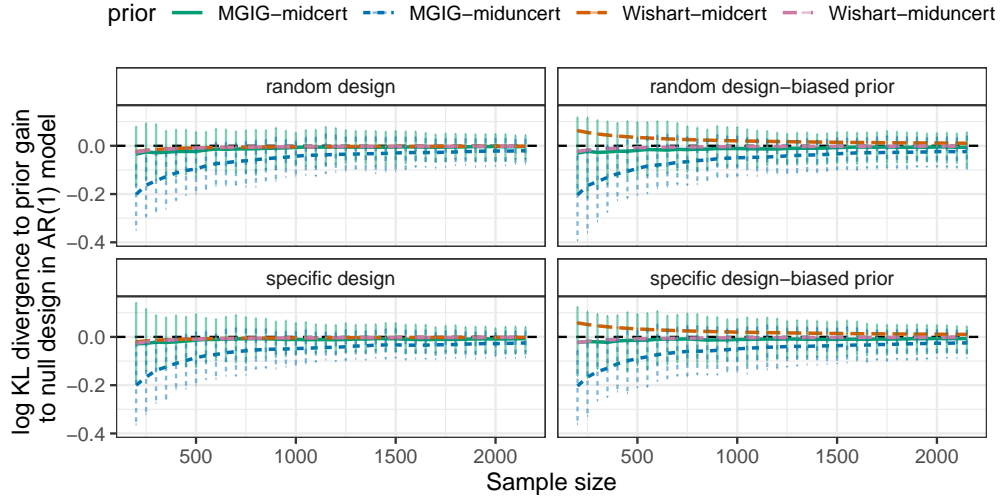 prior MGIG−midcert MGIG−miduncert Wishart−midcert Wishart−miduncert
random design random design−biased prior
0.0
−0.2
−0.4
specific design specific design−biased prior
0.0
−0.2
−0.4
500 1000 1500 2000 500 1000 1500 2000
Sample size
log KL divergence to prior gain
to null design in AR(1) model